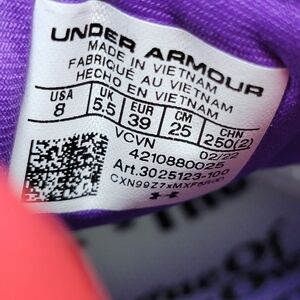 UNDER ARMOUR
MADE IN VIETNAM
FABRIQUÉ AU VIETNAM
HECHO EN VIETNAM
USA UK EUR CM CHN
8 5.5 39 25 250(2)
VCVN 02/22
4210880025
Art.3025123-100